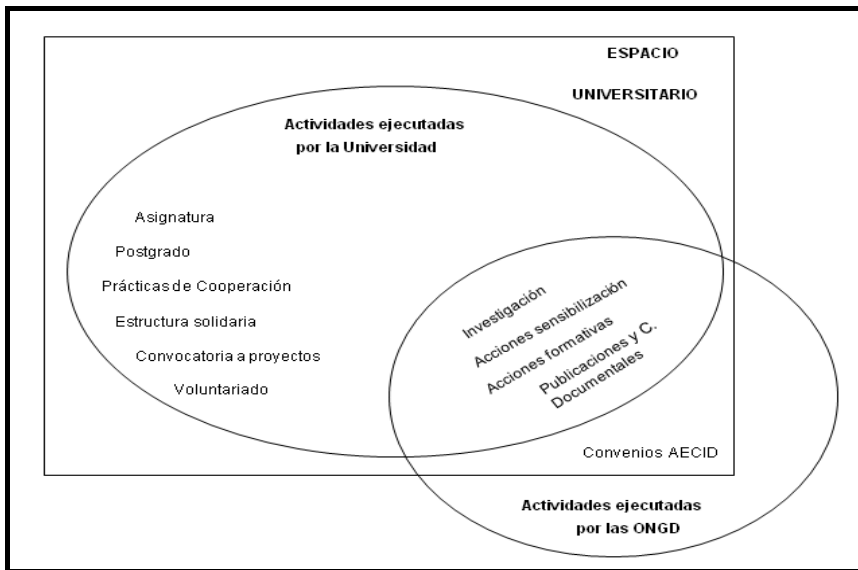 ESPACIO
UNIVERSITARIO
Actividades ejecutadas
por la Universidad
Asignatura
Postgrado
Prácticas de Cooperación
Estructura solidaria
Convocatoria a proyectos
Voluntariado
Investigación
Acciones sensibilización
Acciones formativas
Publicaciones y C.
Documentales
Convenios AECID
Actividades ejecutadas
por las ONGD